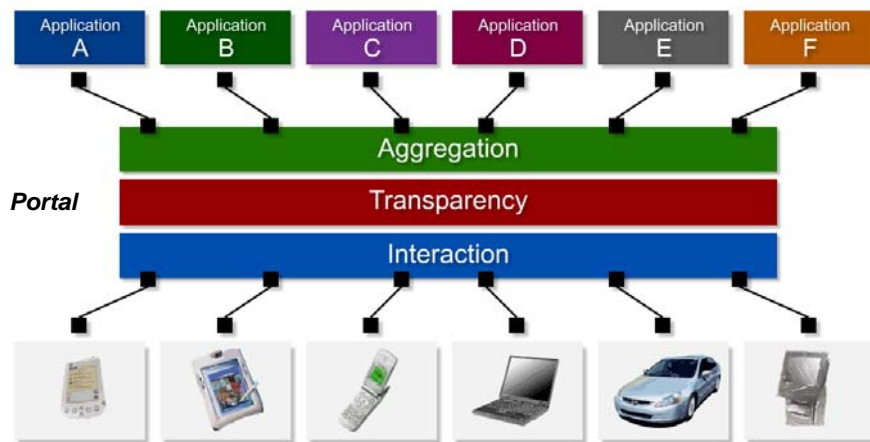 Application
A
Application
B
Application
C
Application
D
Application
E
Application
F
Aggregation
Portal
Transparency
Interaction